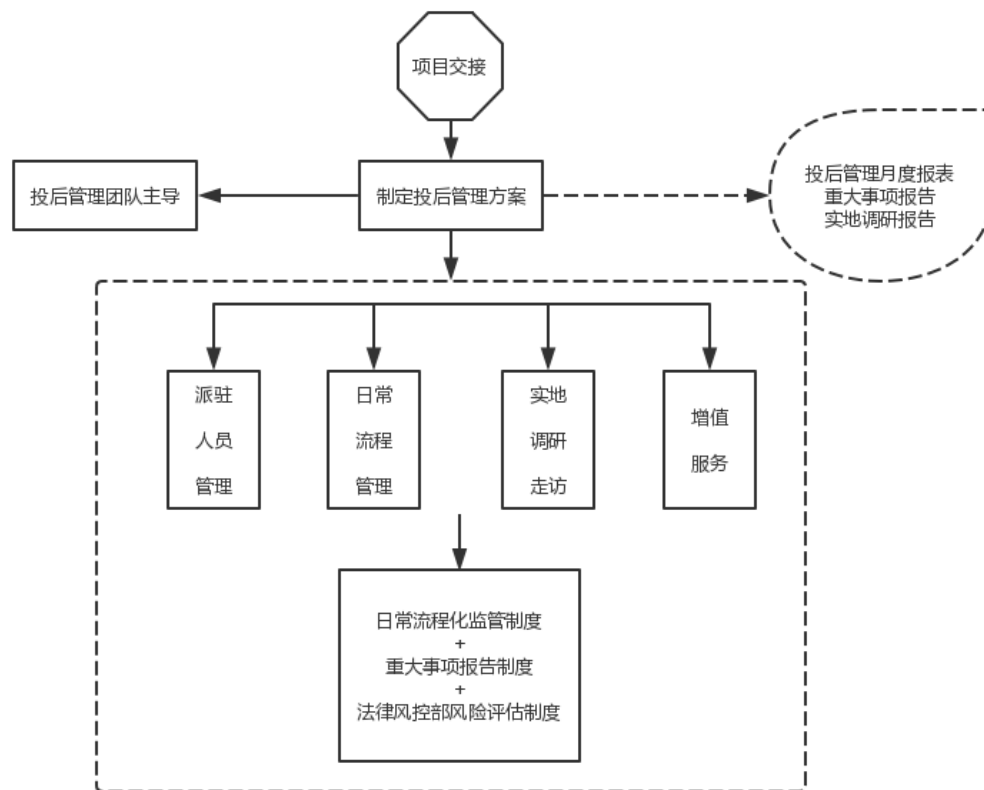 项目交接
投后管理团队主导
制定投后管理方案
投后管理月度报表
重大事项报告
实地调研报告
派驻
人员
管理
日常
流程
管理
实地
调研
走访
增值
服务
日常流程化监管制度
+
重大事项报告制度
+
法律风控部风险评估制度